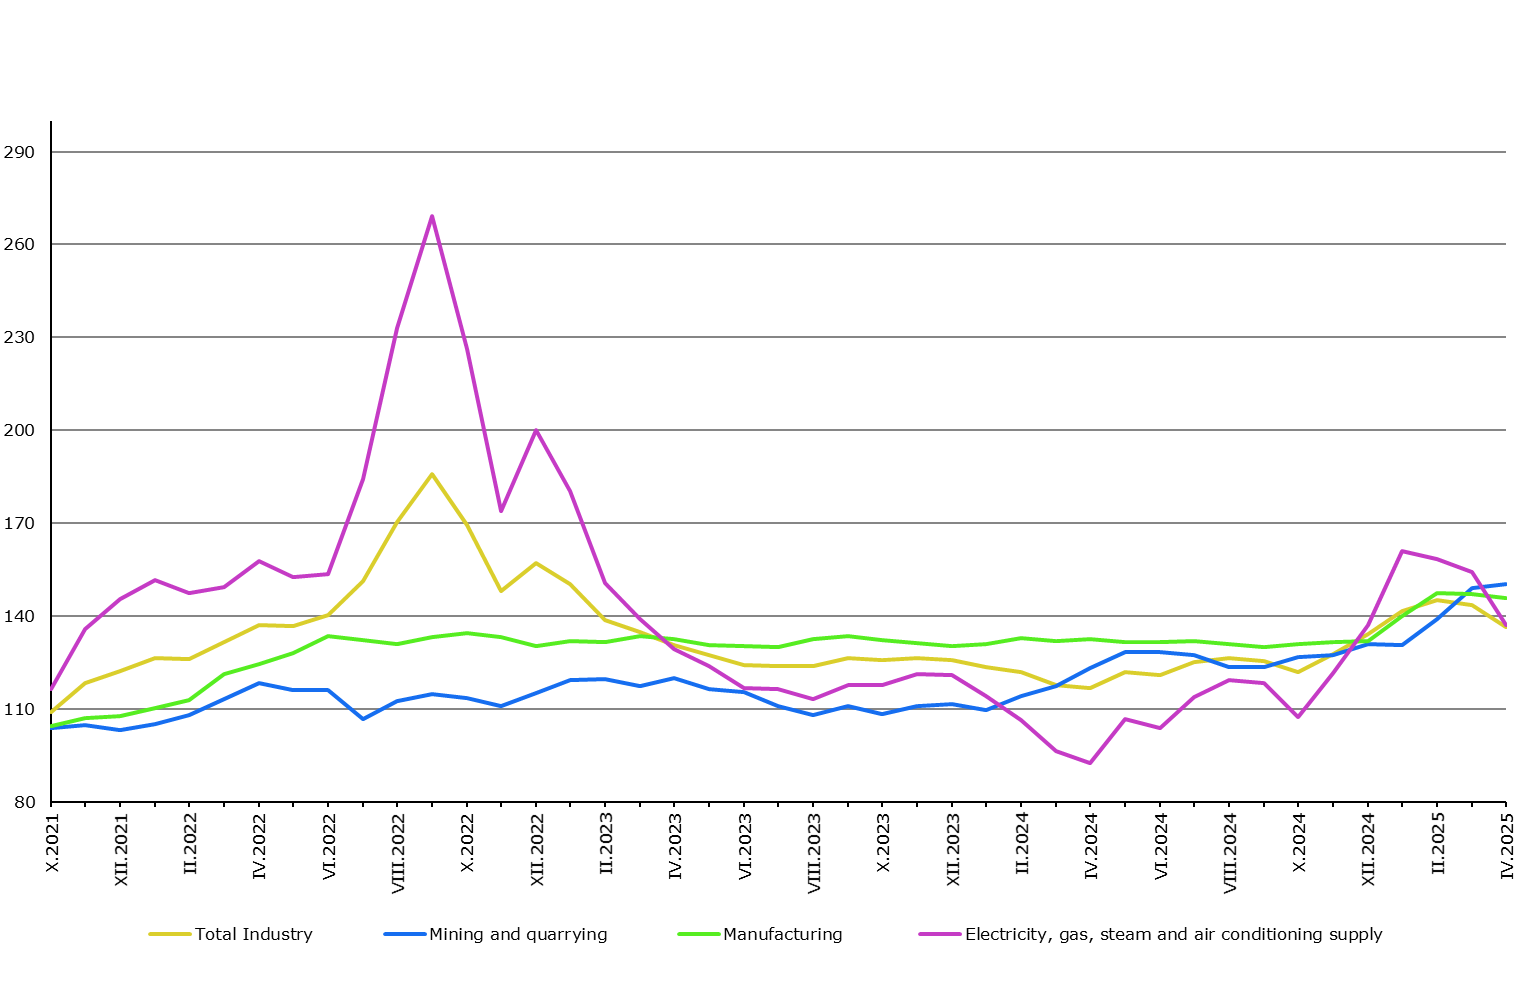 290
260
230
200
170
140
110
80
X.2021
XII.2021
II.2022
IV.2022
VI.2022
VIII.2022
X.2022
XII.2022
II.2023
IV.2023
VI.2023
VIII.2023
X.2023
XII.2023
II.2024
IV.2024
VI.2024
VIII.2024
X.2024
XII.2024
II.2025
IV.2025
Total Industry
Mining and quarrying
Manufacturing
Electricity, gas, steam and air conditioning supply